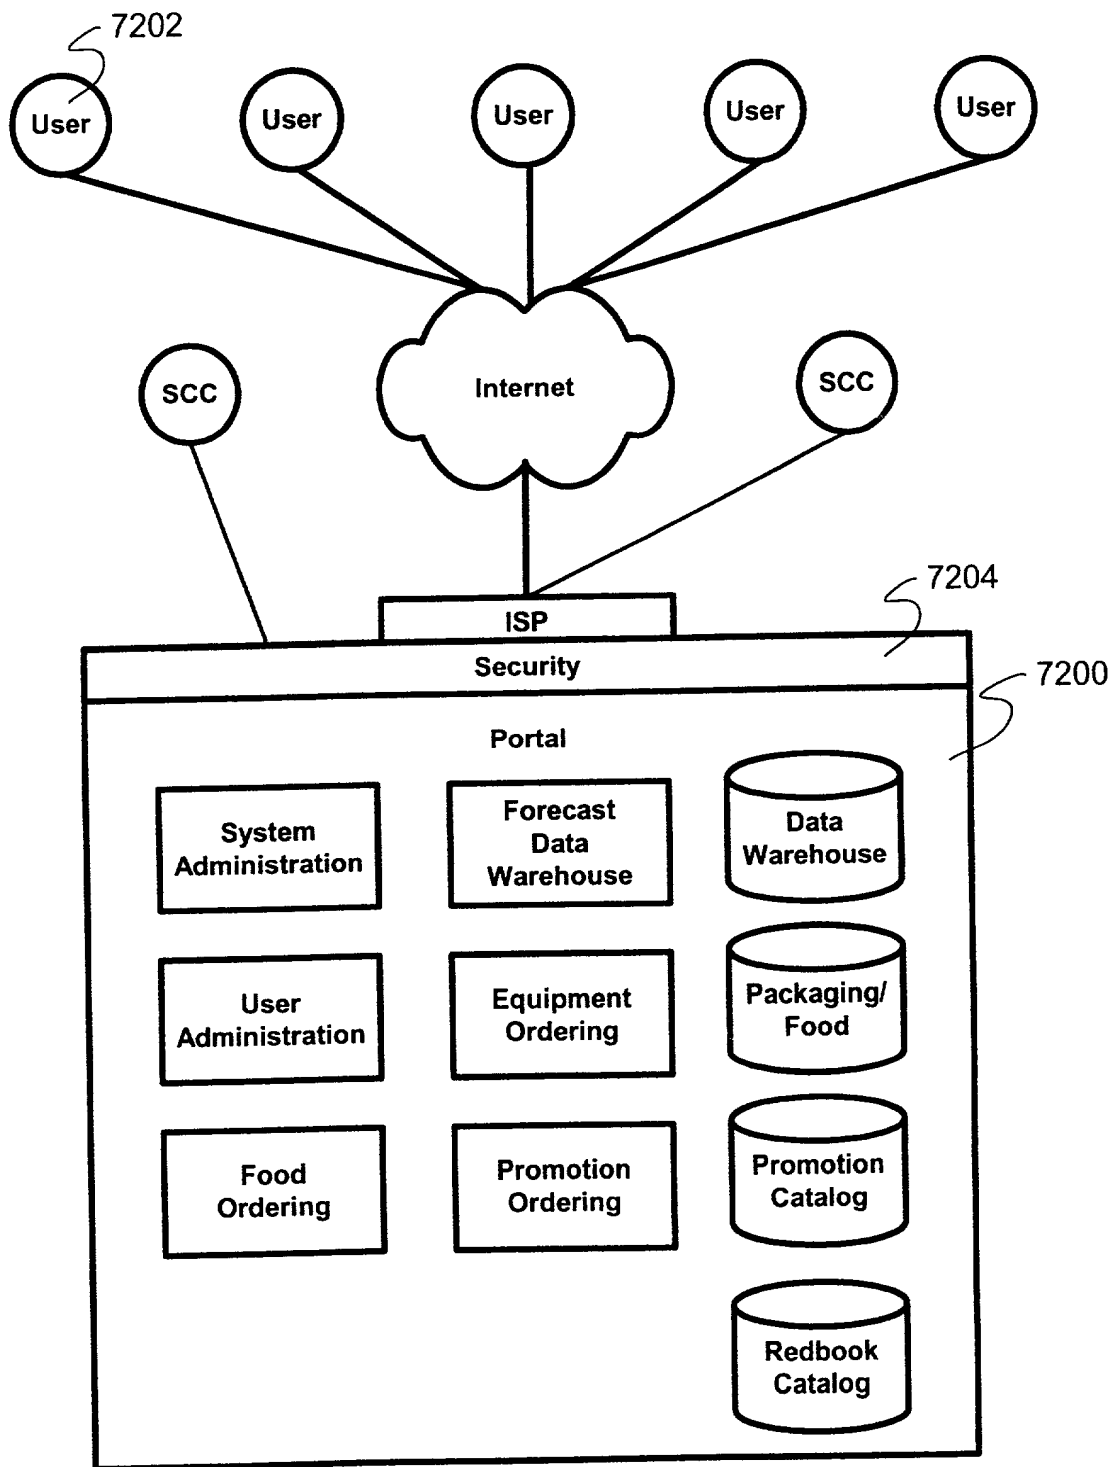 7202
User
User
User
User
User
SCC
Internet
SCC
ISP
7204
Security
7200
Portal
System
Administration
Forecast
Data
Warehouse
Data
Warehouse
User
Administration
Equipment
Ordering
Packaging/
Food
Food
Ordering
Promotion
Ordering
Promotion
Catalog
Redbook
Catalog